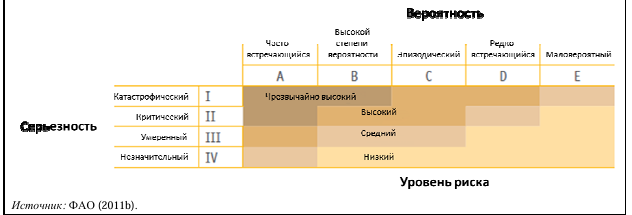 Вероятность
Часто встречающийся
Высокой степени вероятности
Эпизодический
Редко встречающийся
Маловероятный
A B C D E
Серьезность
Катастрофический I Чрезвычайно высокий
Критический II Высокий
Умеренный III Средний
Незначительный IV Низкий
Уровень риска
Источник: ФАО (2011b).